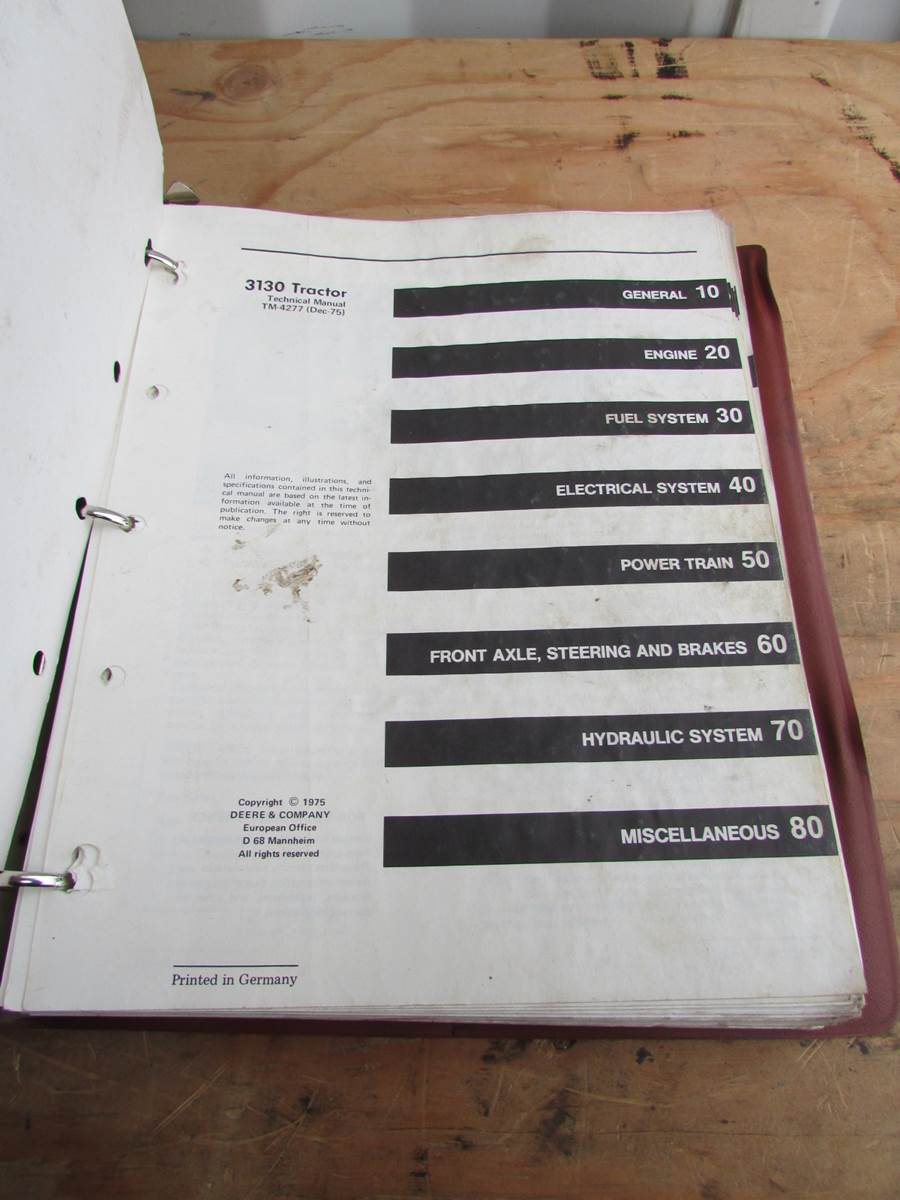 3130 Tractor
Technical Manual
TM-4277 (Dec-75)
All information, illustrations, and
specifications contained in this techni-
cal manual are based on the latest in-
formation available at the time of
publication. The right is reserved to
make changes at any time without
notice.
Copyright © 1975
DEERE & COMPANY
European Office
D 68 Mannheim
All rights reserved
Printed in Germany
GENERAL 10
ENGINE 20
FUEL SYSTEM 30
ELECTRICAL SYSTEM 40
POWER TRAIN 50
FRONT AXLE, STEERING AND BRAKES 60
HYDRAULIC SYSTEM 70
MISCELLANEOUS 80